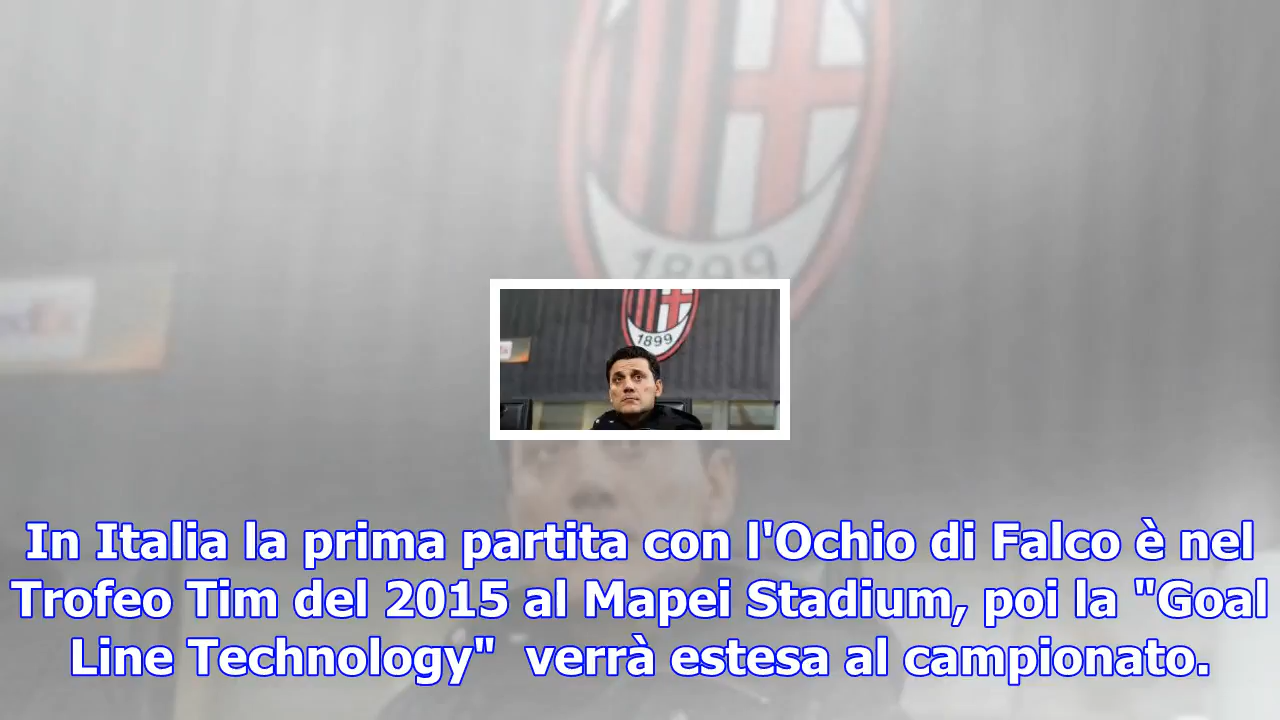 1899
1899
In Italia la prima partita con l'Ochio di Falco è nel
Trofeo Tim del 2015 al Mapei Stadium, poi la "Goal
Line Technology"  verrà estesa al campionato.